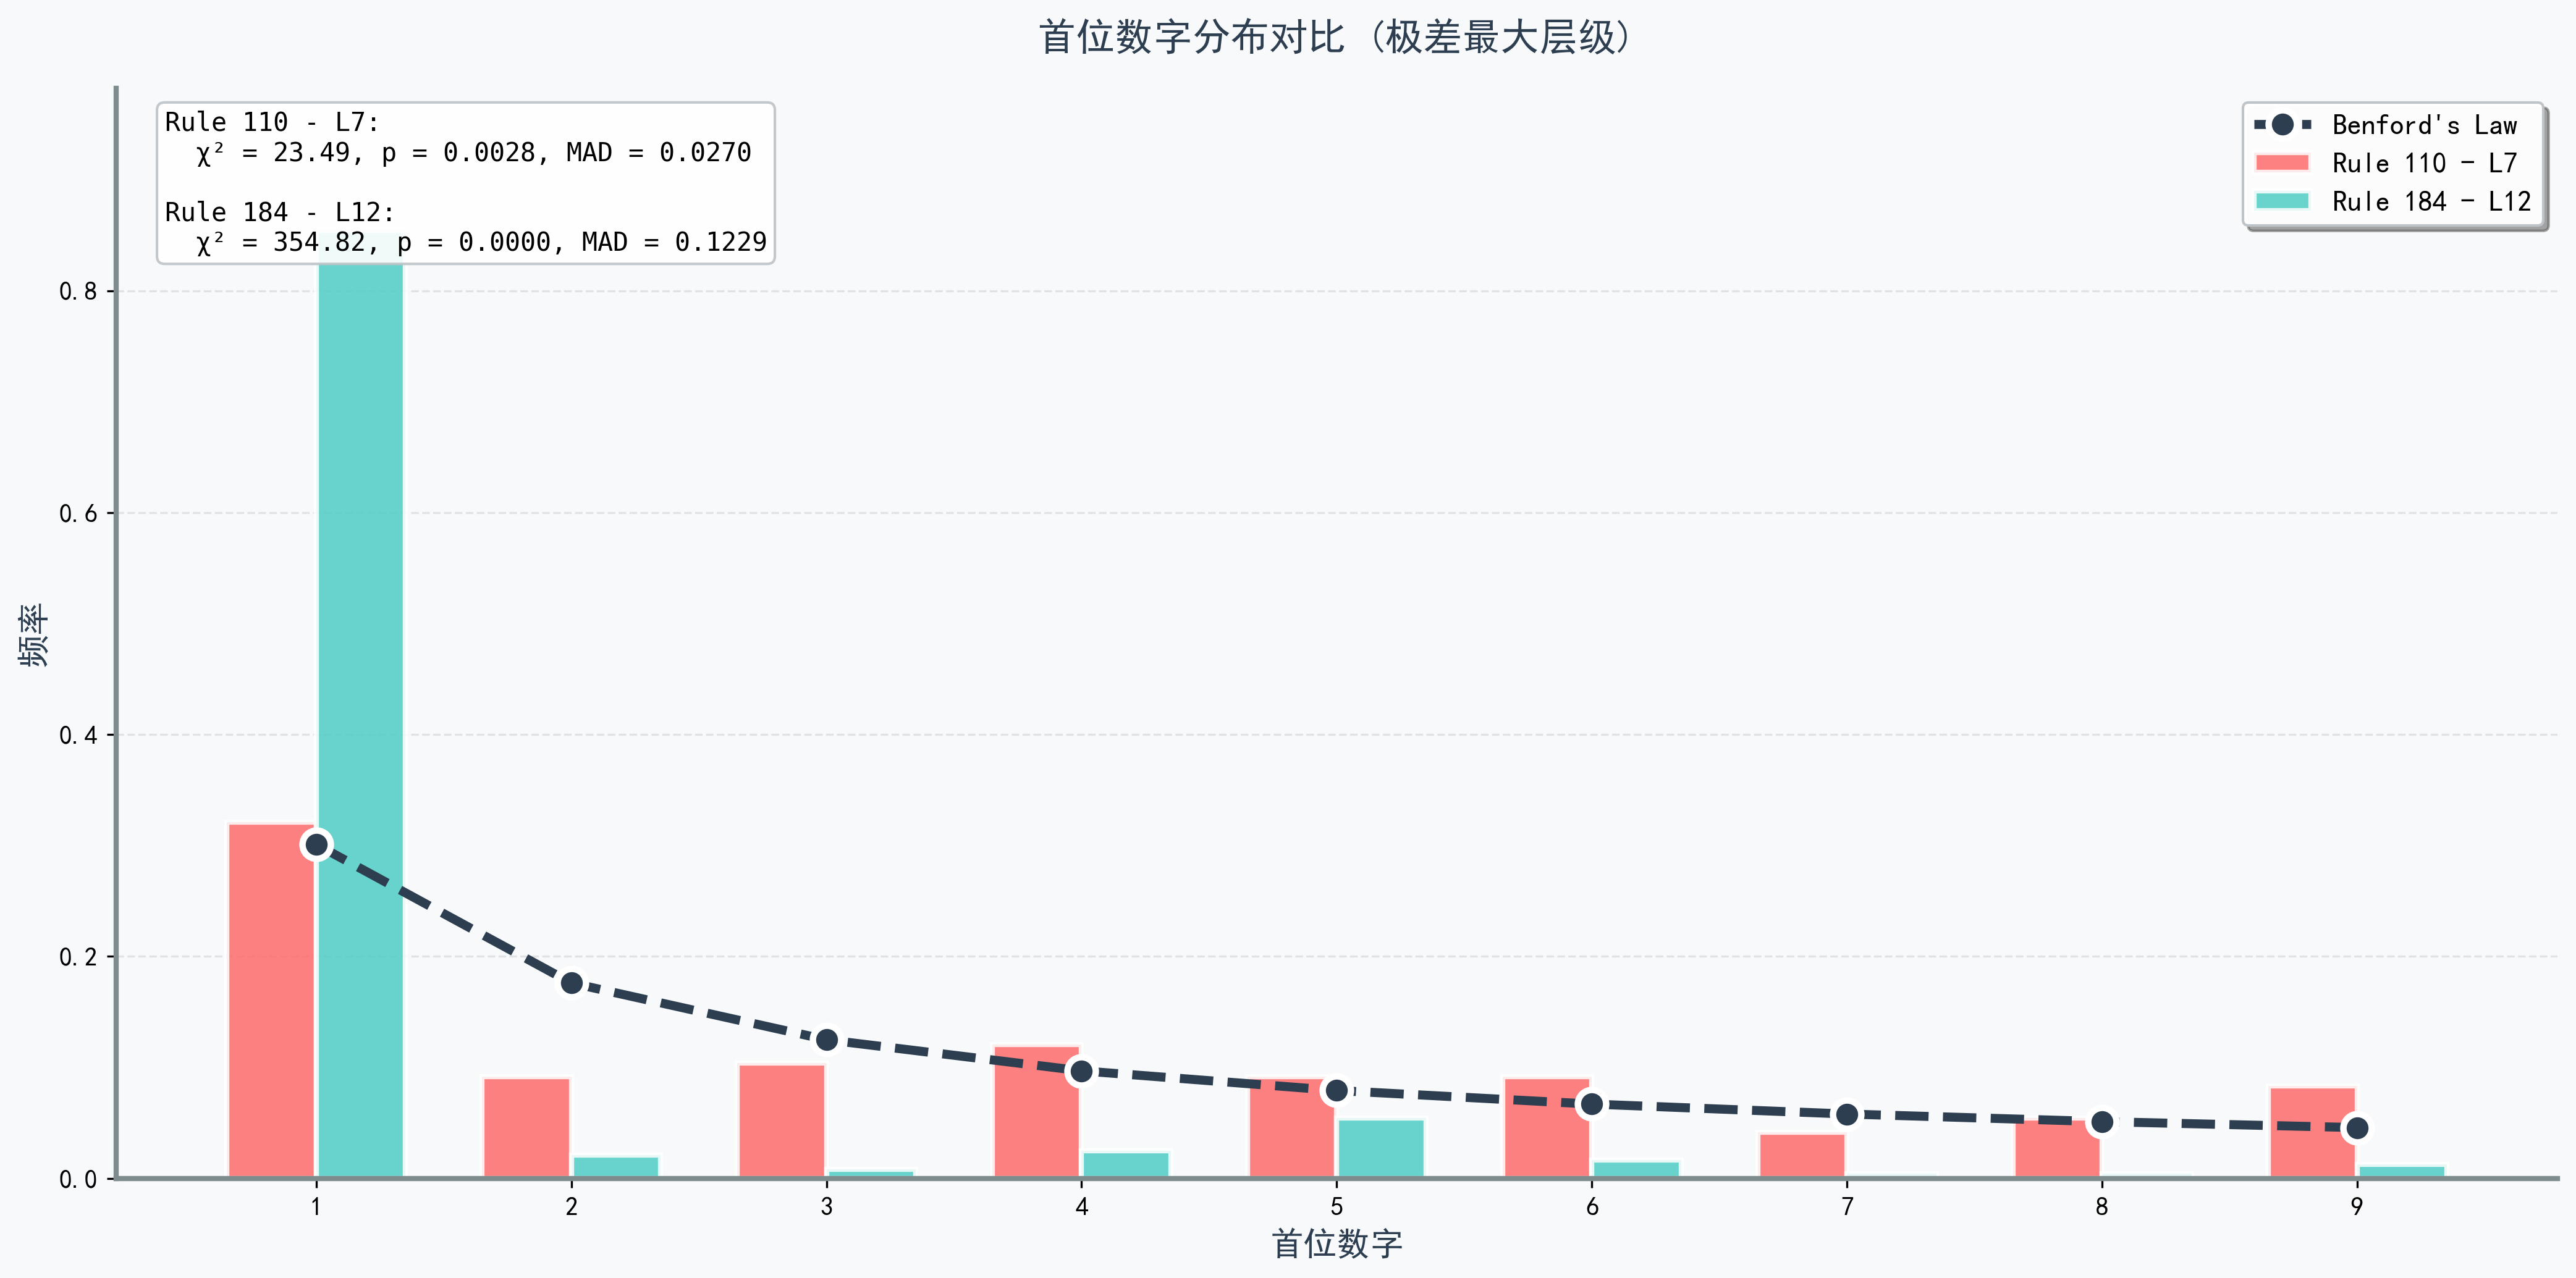 首位数字分布对比 (极差最大层级)
Rule 110 - L7:
χ² = 23.49, p = 0.0028, MAD = 0.0270
Rule 184 - L12:
χ² = 354.82, p = 0.0000, MAD = 0.1229
Benford's Law
Rule 110 - L7
Rule 184 - L12
频率
0.8
0.6
0.4
0.2
0.0
1 2 3 4 5 6 7 8 9
首位数字